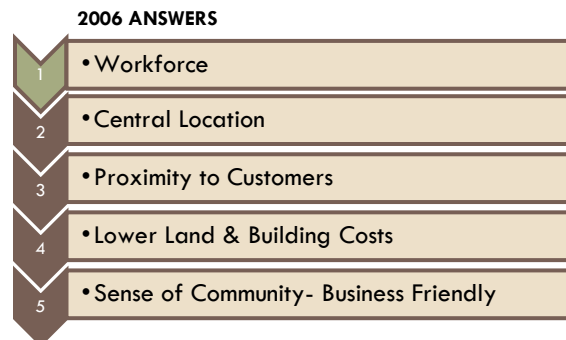 2006 ANSWERS
1 •Workforce
2 •Central Location
3 •Proximity to Customers
4 •Lower Land & Building Costs
5 •Sense of Community- Business Friendly